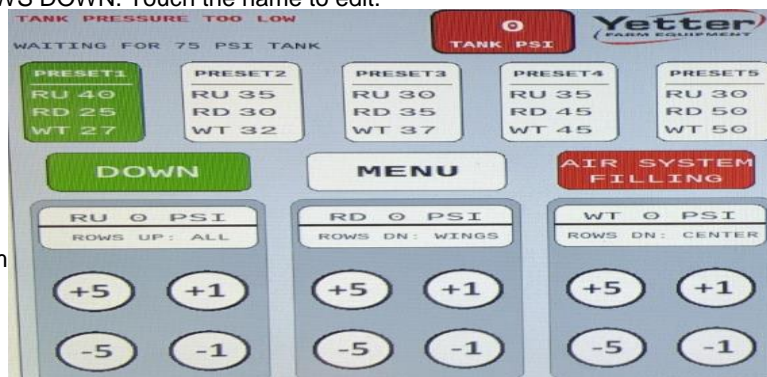 WS DOWN. Touch the name to edit.
TANK PRESSURE TOO LOW
WAITING FOR 75 PSI TANK
0
TANK PSI
Yetter
FARM EQUIPMENT
PRESET1
RU 40
RD 25
WT 27
PRESET2
RU 35
RD 30
WT 32
PRESET3
RU 30
RD 35
WT 37
PRESET4
RU 35
RD 45
WT 45
PRESET5
RU 30
RD 50
WT 50
DOWN
MENU
AIR SYSTEM
FILLING
RU 0 PSI
ROWS UP: ALL
RD 0 PSI
ROWS DN: WINGS
WT 0 PSI
ROWS DN: CENTER
+5 +1
-5 -1
+5 +1
-5 -1
+5 +1
-5 -1